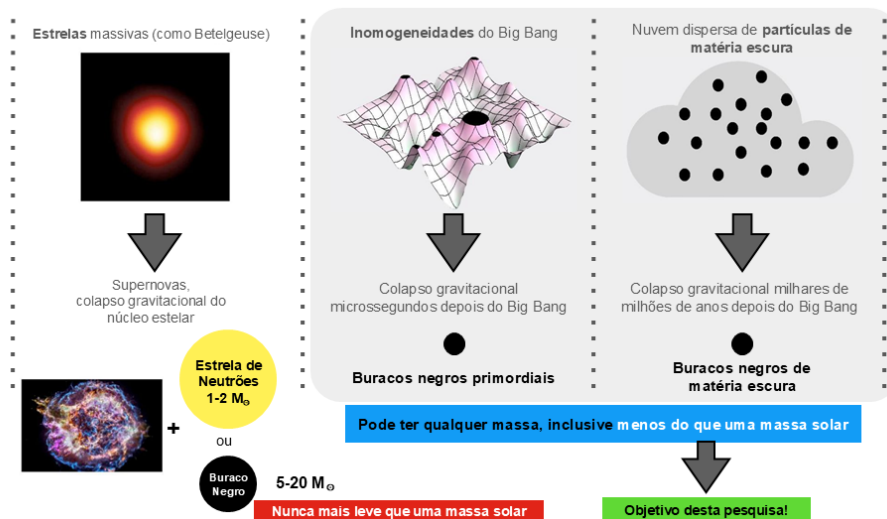 Estrelas massivas (como Betelgeuse)
Supernovas,
colapso gravitacional do
núcleo estelar
+
Estrela de
Neutrões
1-2 M⊙
ou
Buraco
Negro
5-20 M⊙
Nunca mais leve que uma massa solar
Inomogeneidades do Big Bang
Colapso gravitacional
microssegundos depois do Big Bang
Buracos negros primordiais
Nuvem dispersa de partículas de
matéria escura
Colapso gravitacional milhares de
milhões de anos depois do Big Bang
Buracos negros de
matéria escura
Pode ter qualquer massa, inclusive menos do que uma massa solar
Objetivo desta pesquisa!